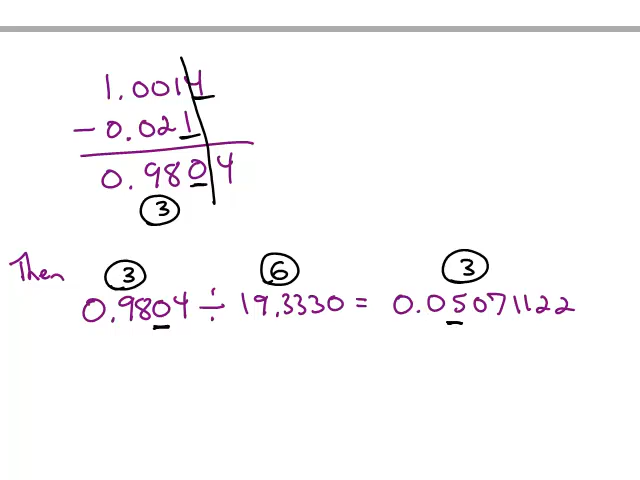 1.0014
- 0.021
0.9804
3
Then
3 6 3
0.9804 ÷ 19.3330 = 0.05071122